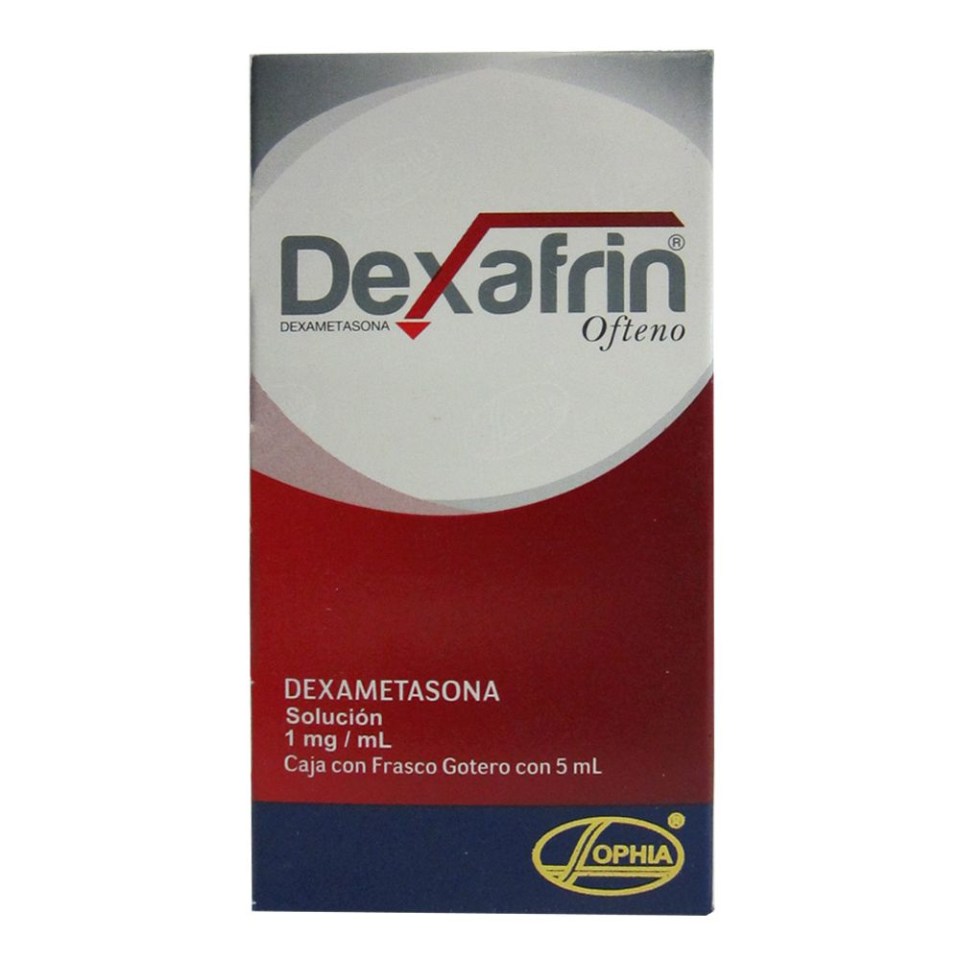 Dexafrin®
DEXAMETASONA
Ofteno
DEXAMETASONA
Solución
1 mg / mL
Caja con Frasco Gotero con 5 mL
SOPHIA®